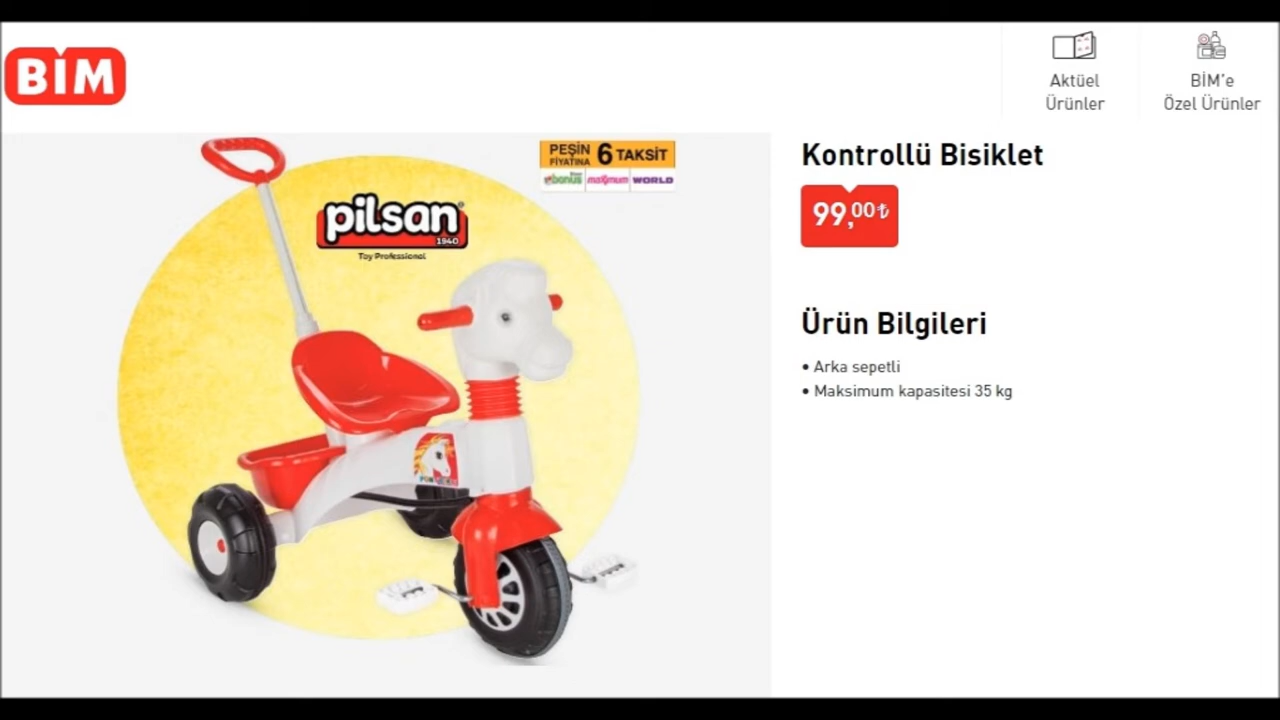 BİM
Aktüel
Ürünler
BİM'e
Özel Ürünler
PEŞİN
FİYATINA 6 TAKSİT
bonus maximum WORLD
pilsan
1940
Toy Professional
Kontrollü Bisiklet
99,00₺
Ürün Bilgileri
• Arka sepetli
• Maksimum kapasitesi 35 kg